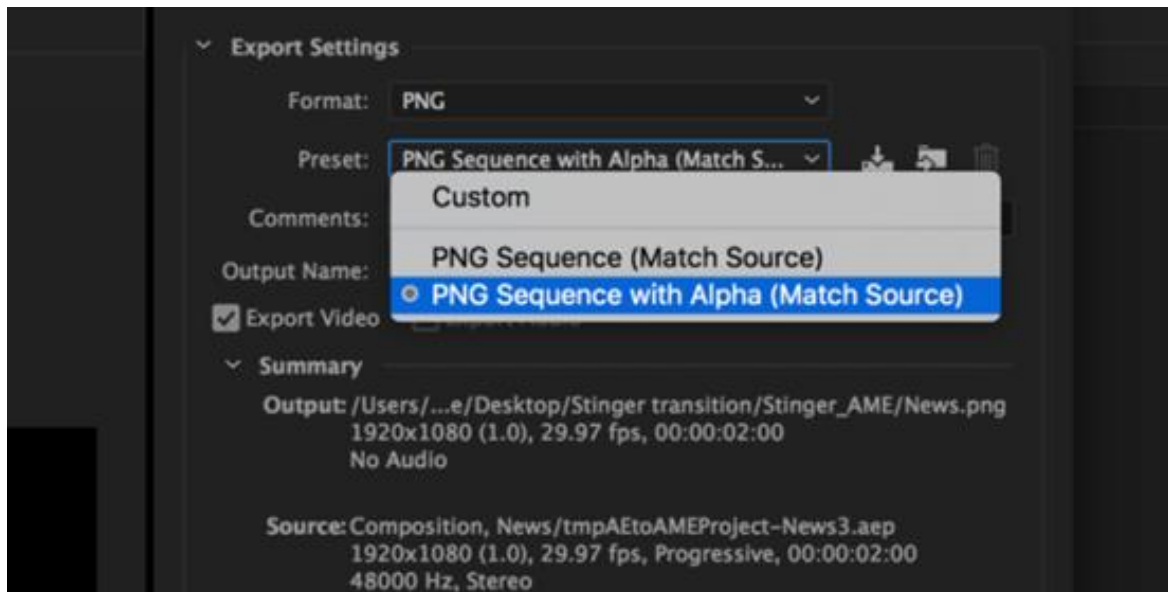 Export Settings
Format: PNG
Preset: PNG Sequence with Alpha (Match S...
Custom
Comments:
PNG Sequence (Match Source)
Output Name:
PNG Sequence with Alpha (Match Source)
Export Video
Summary
Output: /Users/...e/Desktop/Stinger transition/Stinger_AME/News.png
1920x1080 (1.0), 29.97 fps, 00:00:02:00
No Audio
Source: Composition, News/tmpAEtoAMEProject-News3.aep
1920x1080 (1.0), 29.97 fps, Progressive, 00:00:02:00
48000 Hz, Stereo